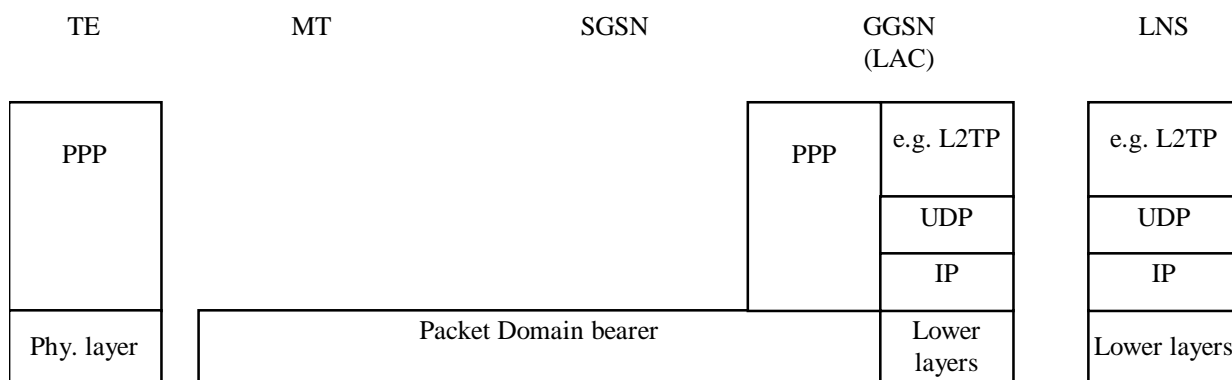 TE MT SGSN GGSN LNS
(LAC)
PPP PPP e.g. L2TP e.g. L2TP
UDP UDP
IP IP
Phy. layer Packet Domain bearer Lower layers Lower layers